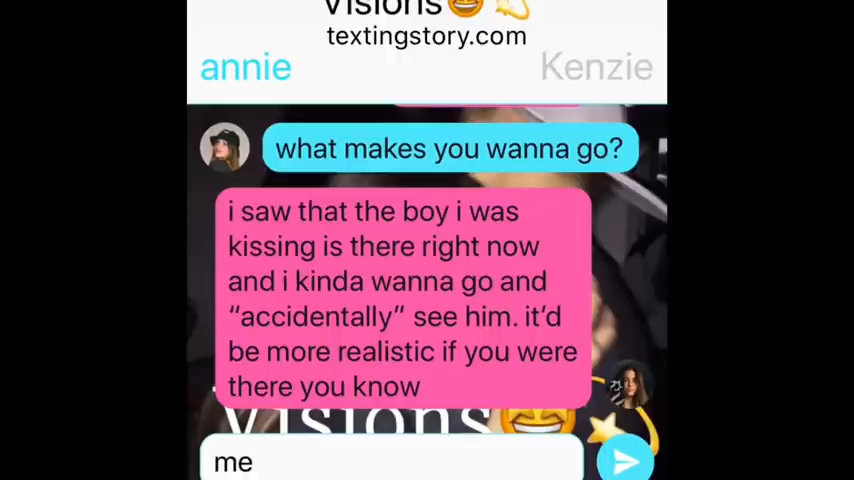 Visions🤩💫
textingstory.com
annie
Kenzie
what makes you wanna go?
i saw that the boy i was
kissing is there right now
and i kinda wanna go and
“accidentally” see him. it’d
be more realistic if you were
there you know
Visions🤩💫
me